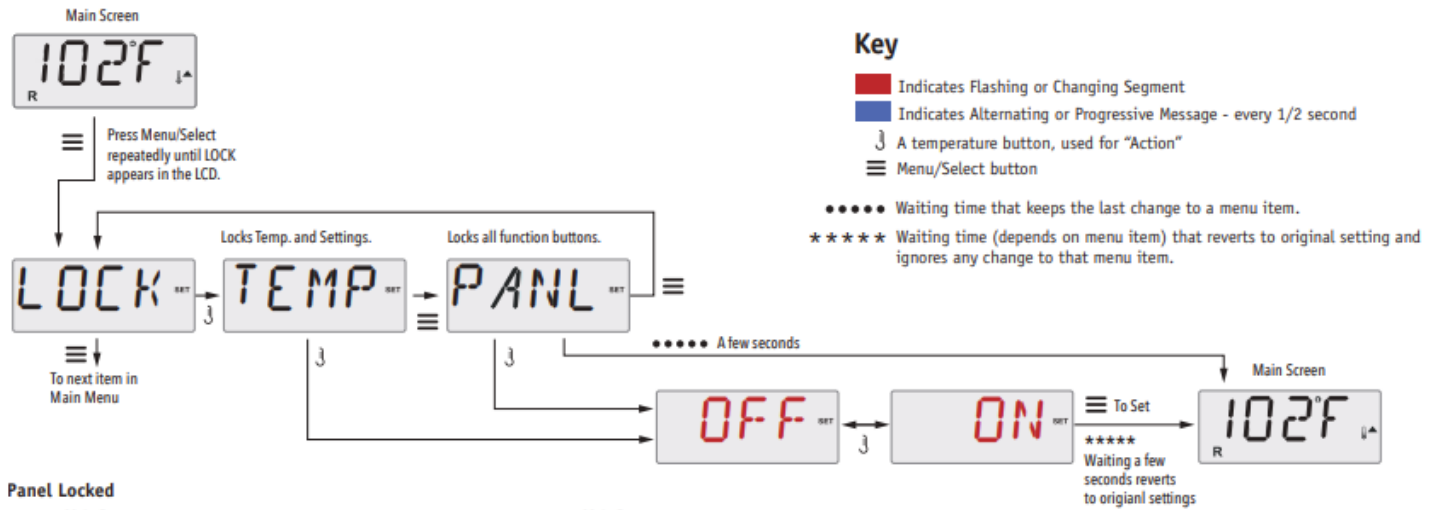 Main Screen
102°F
R
Key
Indicates Flashing or Changing Segment
Indicates Alternating or Progressive Message - every 1/2 second
A temperature button, used for “Action”
Menu/Select button
Waiting time that keeps the last change to a menu item.
***** Waiting time (depends on menu item) that reverts to original setting and
ignores any change to that menu item.
Press Menu/Select
repeatedly until LOCK
appears in the LCD.
Locks Temp. and Settings.
Locks all function buttons.
LOCK SET
TEMP SET
PANL SET
To next item in
Main Menu
A few seconds
Main Screen
OFF SET
ON SET
To Set
*****
Waiting a few
seconds reverts
to origianl settings
102°F
R
Panel Locked